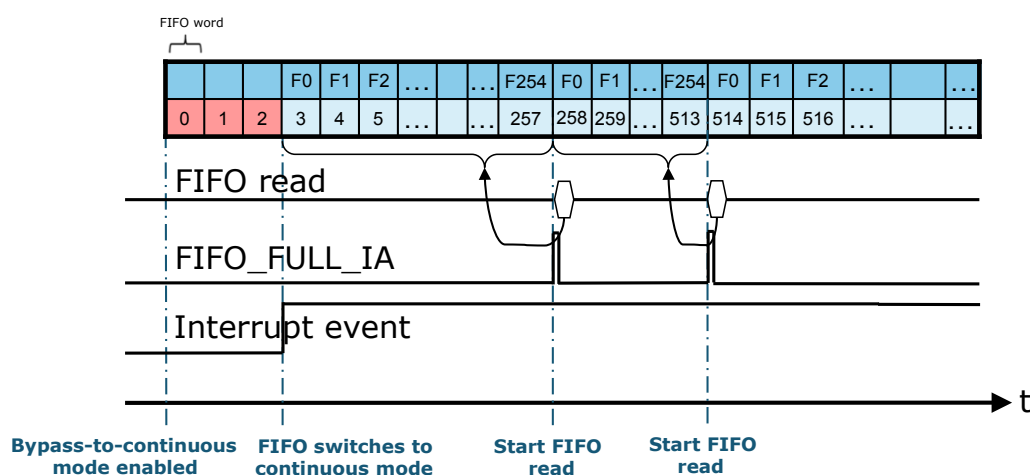 FIFO word
F0 F1 F2 ... ... F254 F0 F1 ... F254 F0 F1 F2 ... ...
0 1 2 3 4 5 ... ... 257 258 259 ... 513 514 515 516 ... ...
FIFO read
FIFO_FULL_IA
Interrupt event
t
Bypass-to-continuous
mode enabled
FIFO switches to
continuous mode
Start FIFO
read
Start FIFO
read